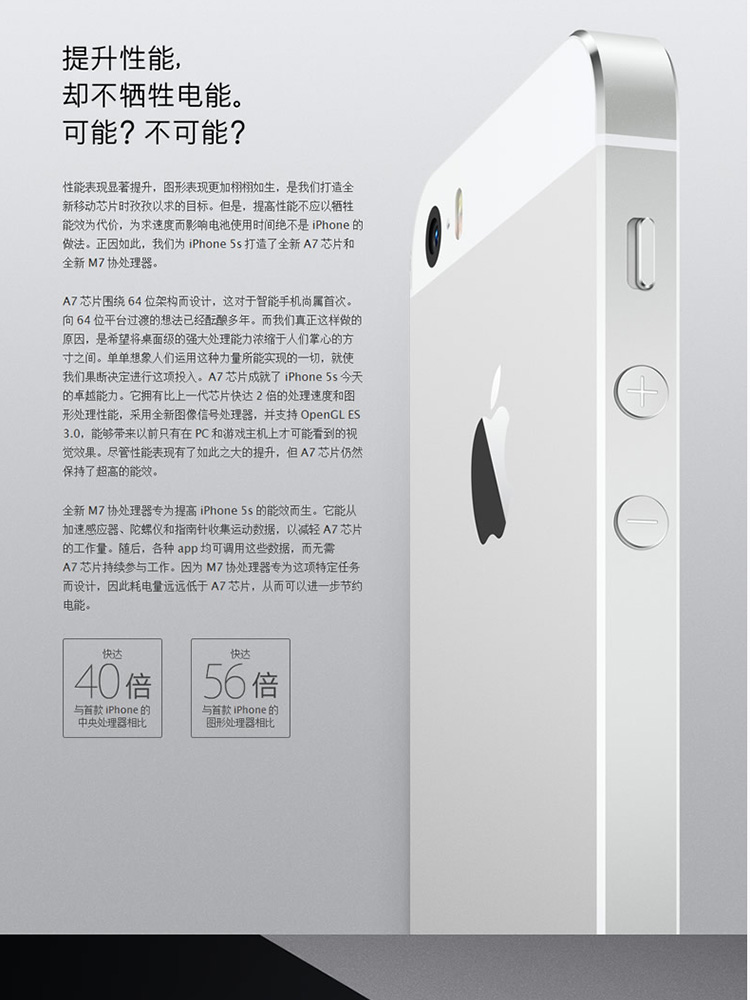 提升性能,
却不牺牲电能。
可能？不可能？
性能表现显著提升，图形表现更加栩栩如生，是我们打造全
新移动芯片时孜孜以求的目标。但是，提高性能不应以牺牲
能效为代价，为求速度而影响电池使用时间绝不是 iPhone 的
做法。正因如此，我们为 iPhone 5s 打造了全新 A7 芯片和
全新 M7 协处理器。
A7 芯片围绕 64 位架构而设计，这对于智能手机尚属首次。
向 64 位平台过渡的想法已经酝酿多年。而我们真正这样做的
原因，是希望将桌面级的强大处理能力浓缩于人们掌心的方
寸之间。单单想象人们运用这种力量所能实现的一切，就使
我们果断决定进行这项投入。A7 芯片成就了 iPhone 5s 今天
的卓越能力。它拥有比上一代芯片快达 2 倍的处理速度和图
形处理性能，采用全新图像信号处理器，并支持 OpenGL ES
3.0，能够带来以前只有在 PC 和游戏主机上才可能看到的视
觉效果。尽管性能表现有了如此之大的提升，但 A7 芯片仍然
保持了超高的能效。
全新 M7 协处理器专为提高 iPhone 5s 的能效而生。它能从
加速感应器、陀螺仪和指南针收集运动数据，以减轻 A7 芯片
的工作量。随后，各种 app 均可调用这些数据，而无需
A7 芯片持续参与工作。因为 M7 协处理器专为这项特定任务
而设计，因此耗电量远远低于 A7 芯片，从而可以进一步节约
电能。
快达
40 倍
与首款 iPhone 的
中央处理器相比
快达
56 倍
与首款 iPhone 的
图形处理器相比